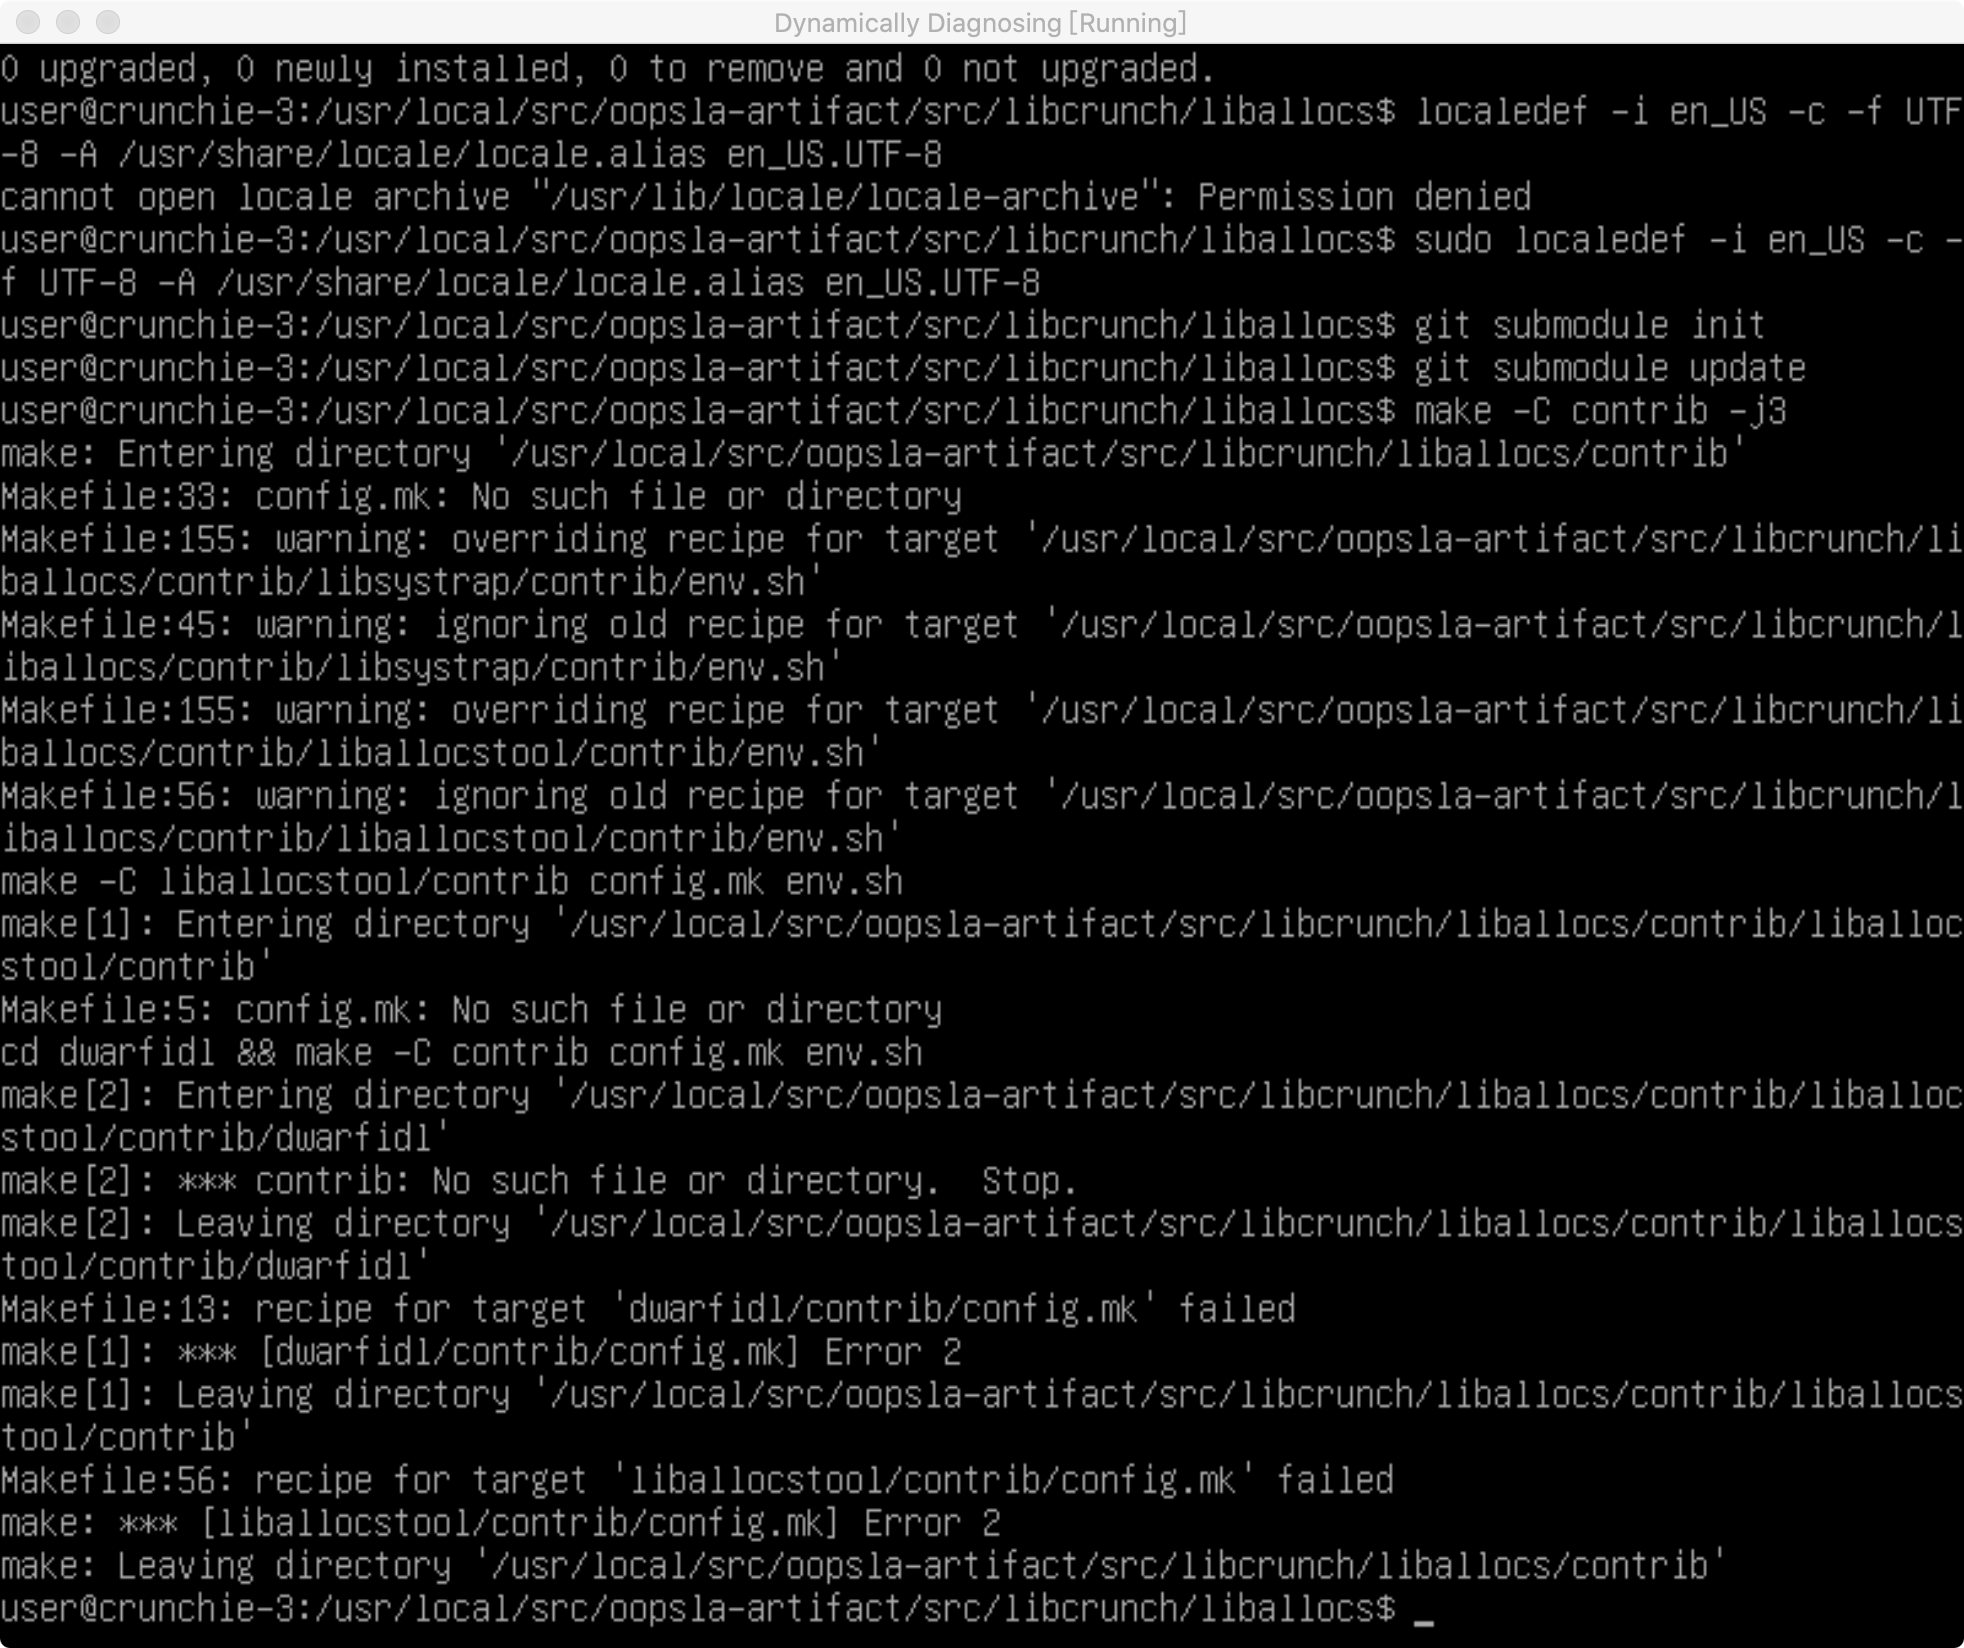 Dynamically Diagnosing [Running]
0 upgraded, 0 newly installed, 0 to remove and 0 not upgraded.
user@crunchie-3:/usr/local/src/oopsla-artifact/src/libcrunch/liballocs$ localedef -i en_US -c -f UTF
-8 -A /usr/share/locale/locale.alias en_US.UTF-8
cannot open locale archive "/usr/lib/locale/locale-archive": Permission denied
user@crunchie-3:/usr/local/src/oopsla-artifact/src/libcrunch/liballocs$ sudo localedef -i en_US -c -
f UTF-8 -A /usr/share/locale/locale.alias en_US.UTF-8
user@crunchie-3:/usr/local/src/oopsla-artifact/src/libcrunch/liballocs$ git submodule init
user@crunchie-3:/usr/local/src/oopsla-artifact/src/libcrunch/liballocs$ git submodule update
user@crunchie-3:/usr/local/src/oopsla-artifact/src/libcrunch/liballocs$ make -C contrib -j3
make: Entering directory '/usr/local/src/oopsla-artifact/src/libcrunch/liballocs/contrib'
Makefile:33: config.mk: No such file or directory
Makefile:155: warning: overriding recipe for target '/usr/local/src/oopsla-artifact/src/libcrunch/li
ballocs/contrib/libsystrap/contrib/env.sh'
Makefile:45: warning: ignoring old recipe for target '/usr/local/src/oopsla-artifact/src/libcrunch/l
iballocs/contrib/libsystrap/contrib/env.sh'
Makefile:155: warning: overriding recipe for target '/usr/local/src/oopsla-artifact/src/libcrunch/li
ballocs/contrib/liballocstool/contrib/env.sh'
Makefile:56: warning: ignoring old recipe for target '/usr/local/src/oopsla-artifact/src/libcrunch/l
iballocs/contrib/liballocstool/contrib/env.sh'
make -C liballocstool/contrib config.mk env.sh
make[1]: Entering directory '/usr/local/src/oopsla-artifact/src/libcrunch/liballocs/contrib/liballoc
stool/contrib'
Makefile:5: config.mk: No such file or directory
cd dwarfidl && make -C contrib config.mk env.sh
make[2]: Entering directory '/usr/local/src/oopsla-artifact/src/libcrunch/liballocs/contrib/liballoc
stool/contrib/dwarfidl'
make[2]: *** contrib: No such file or directory.  Stop.
make[2]: Leaving directory '/usr/local/src/oopsla-artifact/src/libcrunch/liballocs/contrib/liballocs
tool/contrib/dwarfidl'
Makefile:13: recipe for target 'dwarfidl/contrib/config.mk' failed
make[1]: *** [dwarfidl/contrib/config.mk] Error 2
make[1]: Leaving directory '/usr/local/src/oopsla-artifact/src/libcrunch/liballocs/contrib/liballocs
tool/contrib'
Makefile:56: recipe for target 'liballocstool/contrib/config.mk' failed
make: *** [liballocstool/contrib/config.mk] Error 2
make: Leaving directory '/usr/local/src/oopsla-artifact/src/libcrunch/liballocs/contrib'
user@crunchie-3:/usr/local/src/oopsla-artifact/src/libcrunch/liballocs$ _